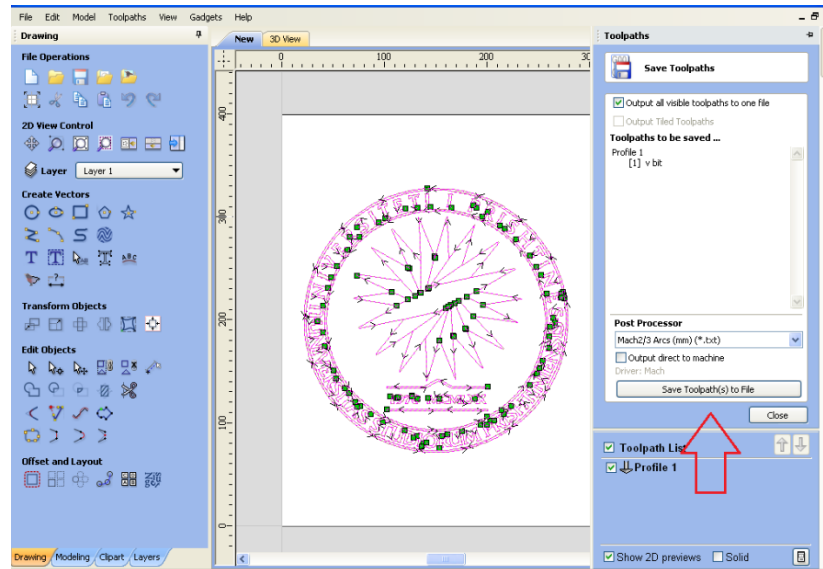 File Edit Model Toolpaths View Gadgets Help
Drawing
File Operations
2D View Control
Layer Layer 1
Create Vectors
Transform Objects
Edit Objects
Offset and Layout
Drawing Modeling Clipart Layers
New 3D View
0 100 200 30
400
300
200
100
0
Toolpaths
Save Toolpaths
Output all visible toolpaths to one file
Output Tiled Toolpaths
Toolpaths to be saved ...
Profile 1
[1] v bit
Post Processor
Mach2/3 Arcs (mm) (*.txt)
Output direct to machine
Driver: Mach
Save Toolpath(s) to File
Close
Toolpath List
Profile 1
Show 2D previews Solid